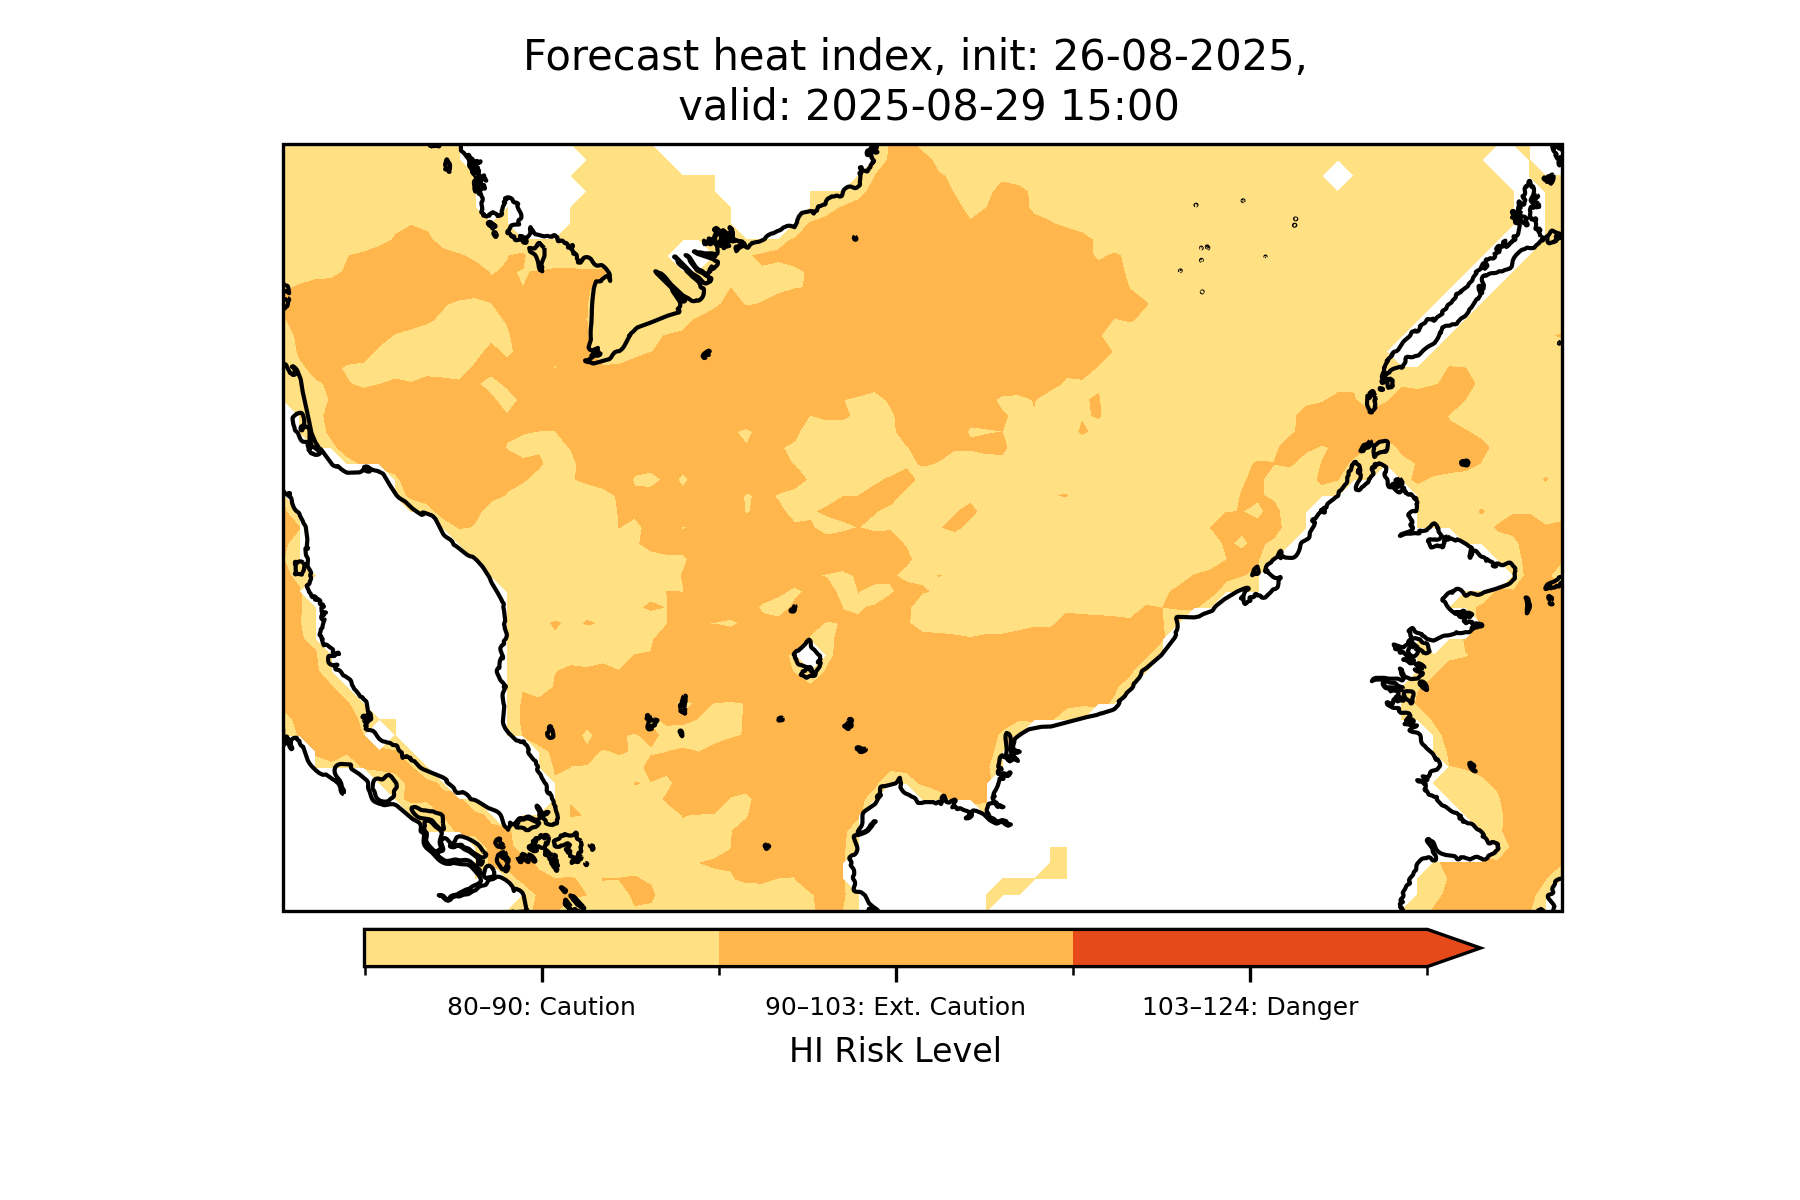 Forecast heat index, init: 26-08-2025,
valid: 2025-08-29 15:00
80–90: Caution
90–103: Ext. Caution
103–124: Danger
HI Risk Level